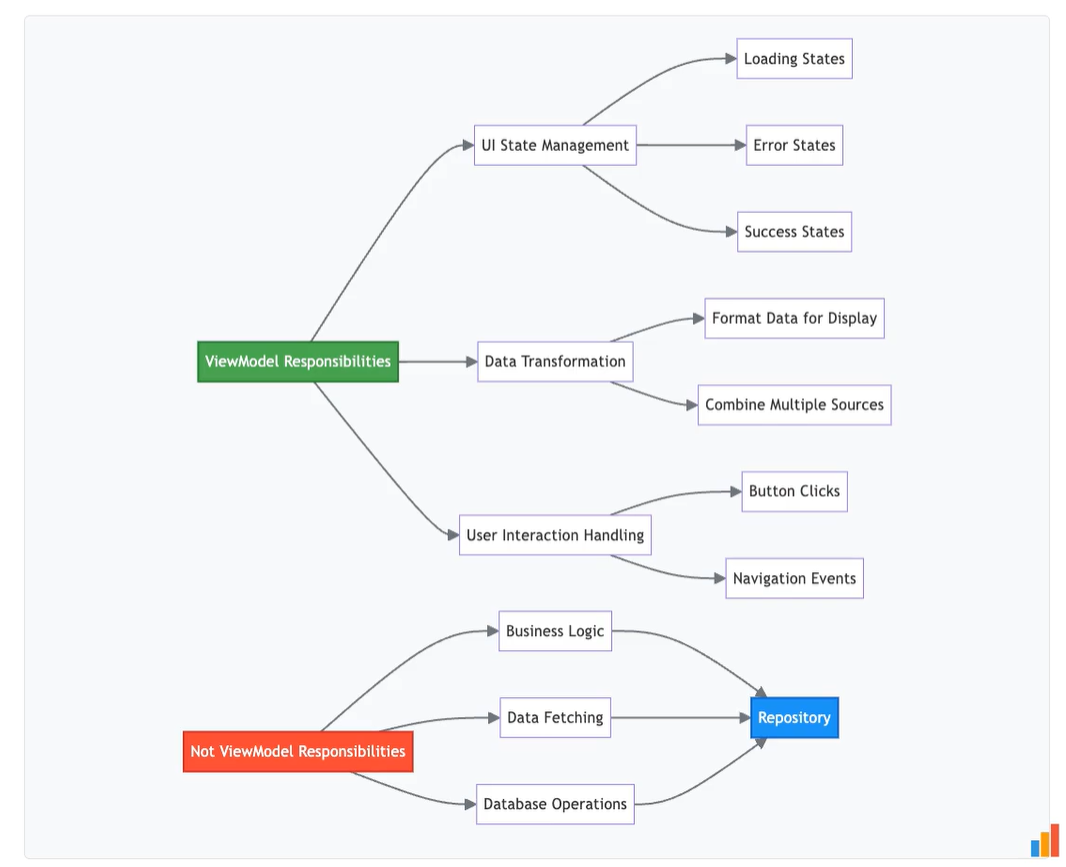 Loading States
UI State Management
Error States
Success States
Format Data for Display
ViewModel Responsibilities
Data Transformation
Combine Multiple Sources
Button Clicks
User Interaction Handling
Navigation Events
Business Logic
Data Fetching
Repository
Not ViewModel Responsibilities
Database Operations